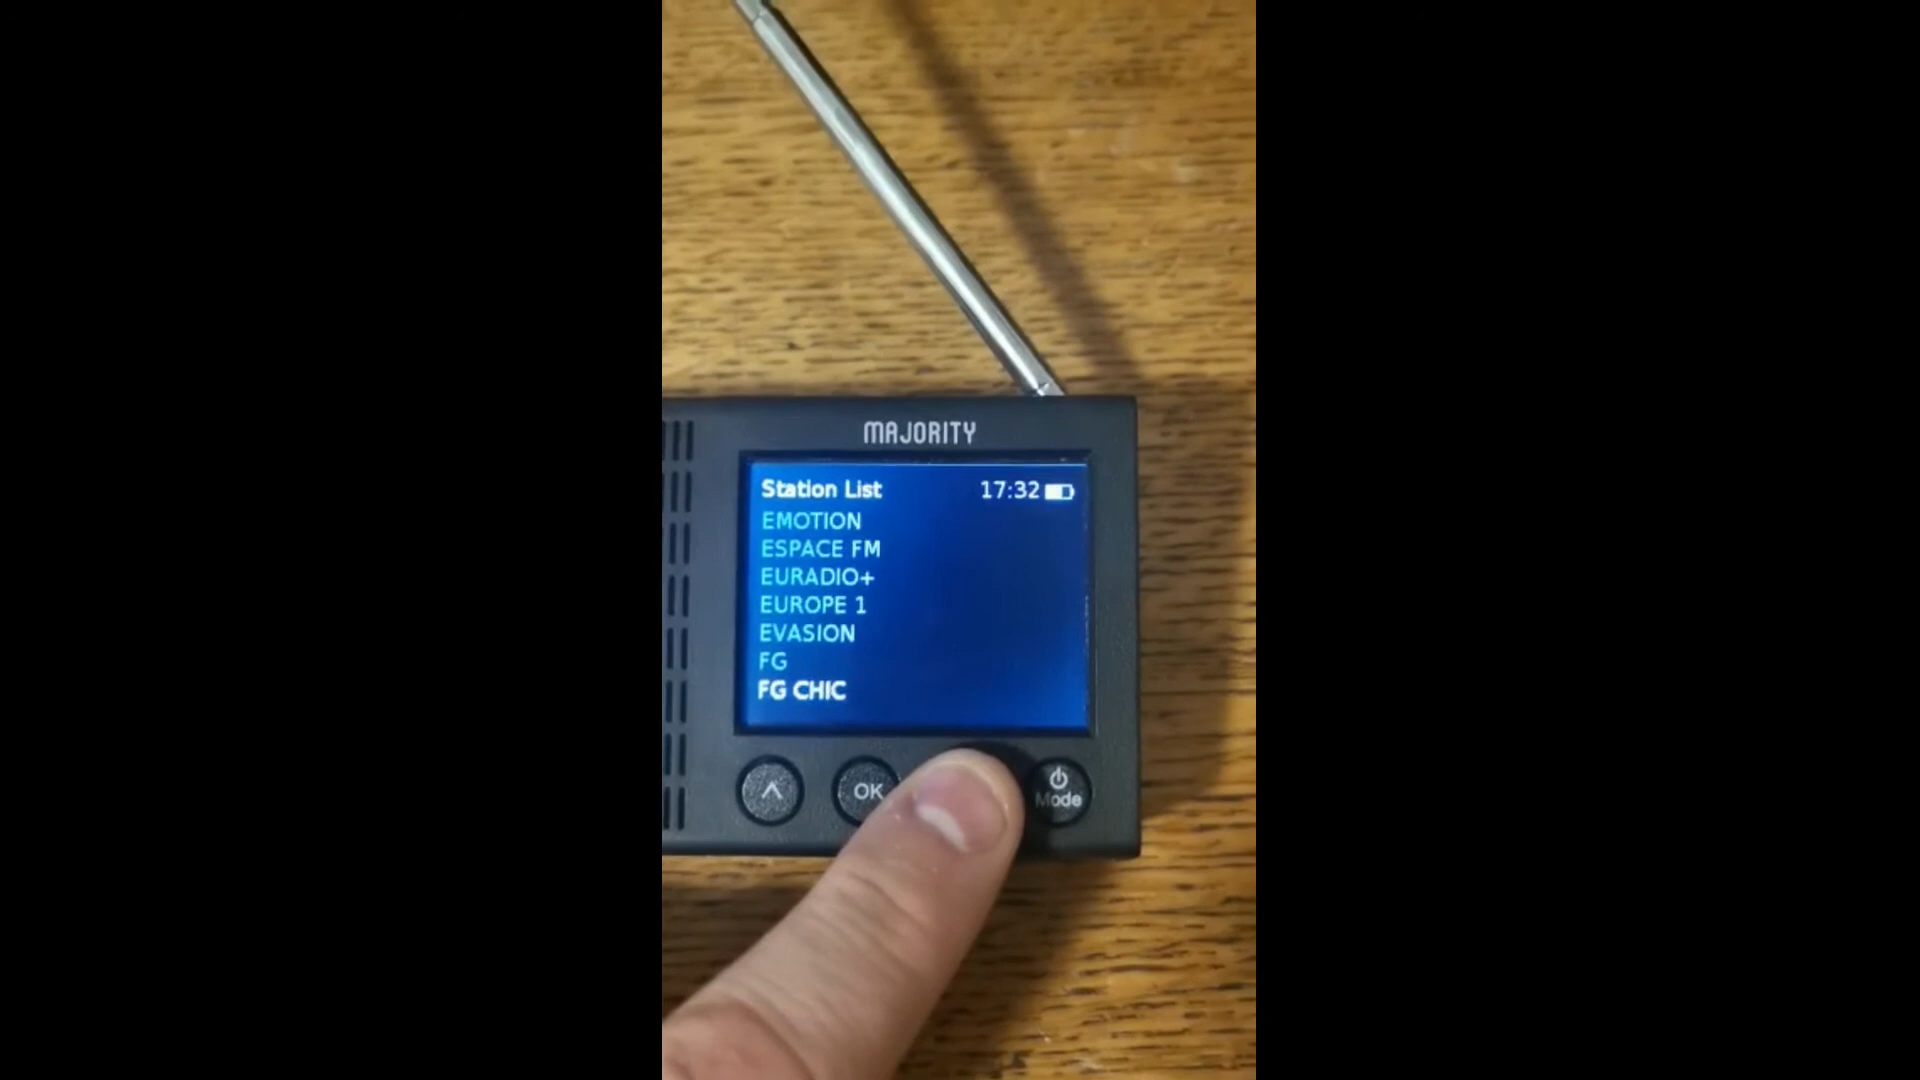 MAJORITY
Station List 17:32
EMOTION
ESPACE FM
EURADIO+
EUROPE 1
EVASION
FG
FG CHIC
OK
Mode